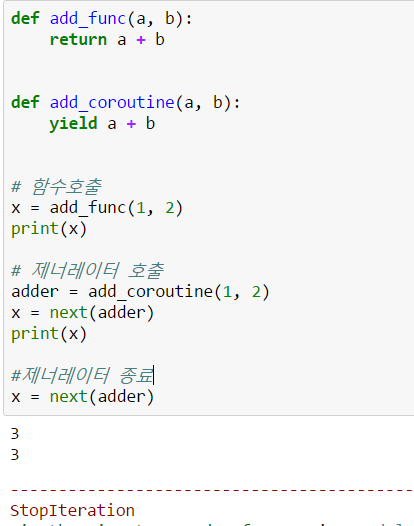 def add_func(a, b):
    return a + b
def add_coroutine(a, b):
    yield a + b
# 함수호출
x = add_func(1, 2)
print(x)
# 제너레이터 호출
adder = add_coroutine(1, 2)
x = next(adder)
print(x)
#제너레이터 종료
x = next(adder)
3
3
---------------------------------------------
StopIteration